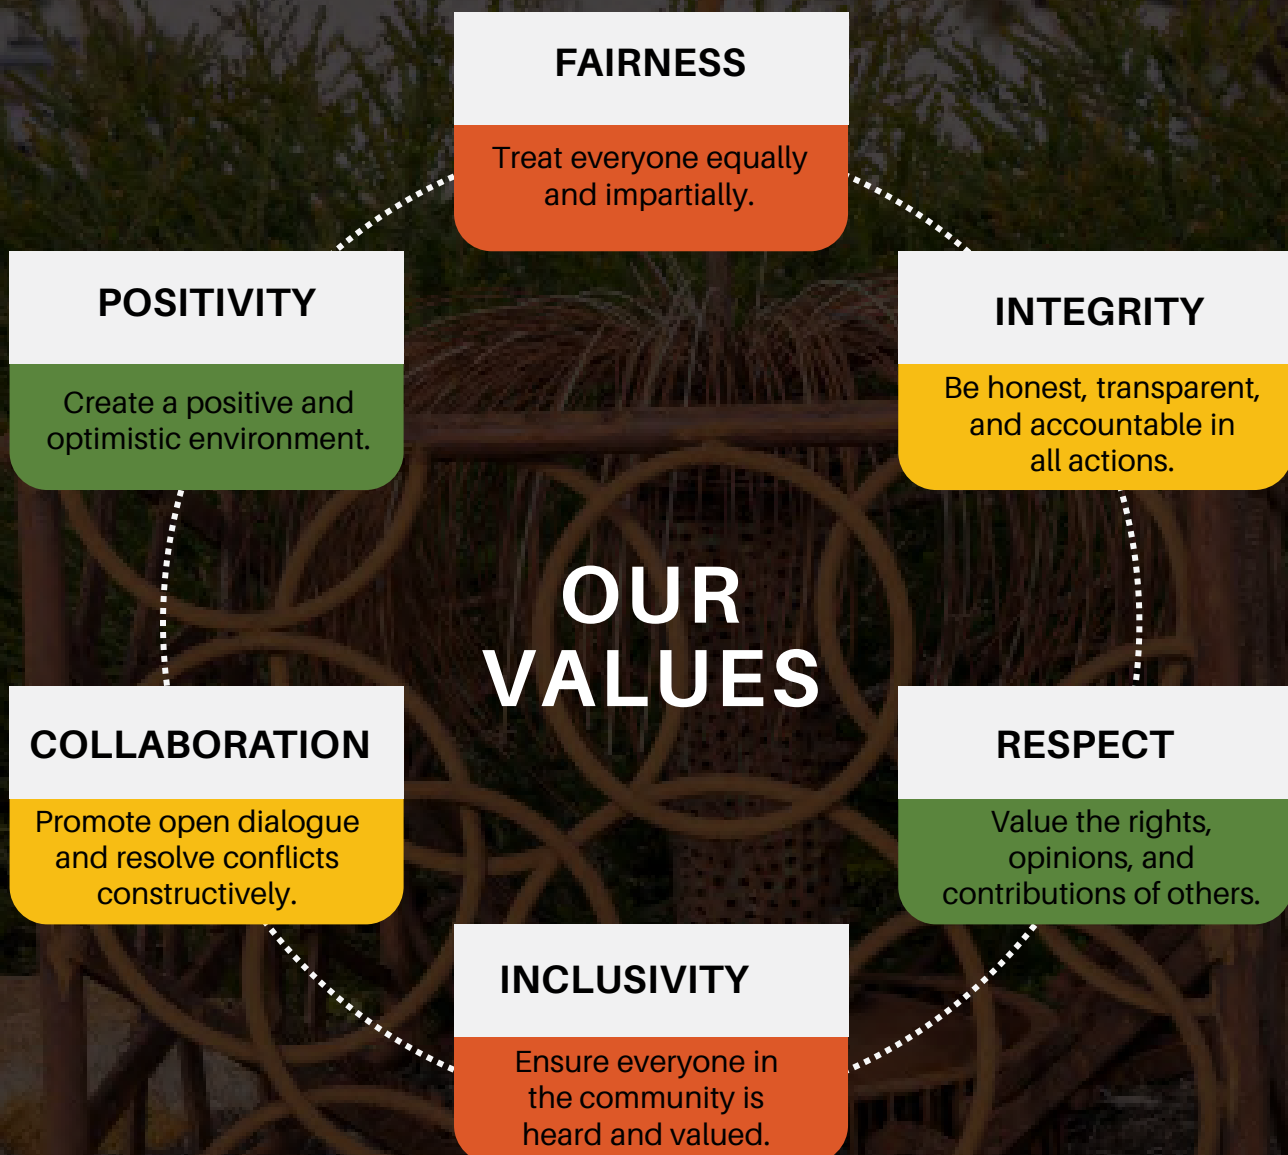 FAIRNESS
Treat everyone equally
and impartially.
POSITIVITY
Create a positive and
optimistic environment.
INTEGRITY
Be honest, transparent,
and accountable in
all actions.
OUR
VALUES
COLLABORATION
Promote open dialogue
and resolve conflicts
constructively.
RESPECT
Value the rights,
opinions, and
contributions of others.
INCLUSIVITY
Ensure everyone in
the community is
heard and valued.